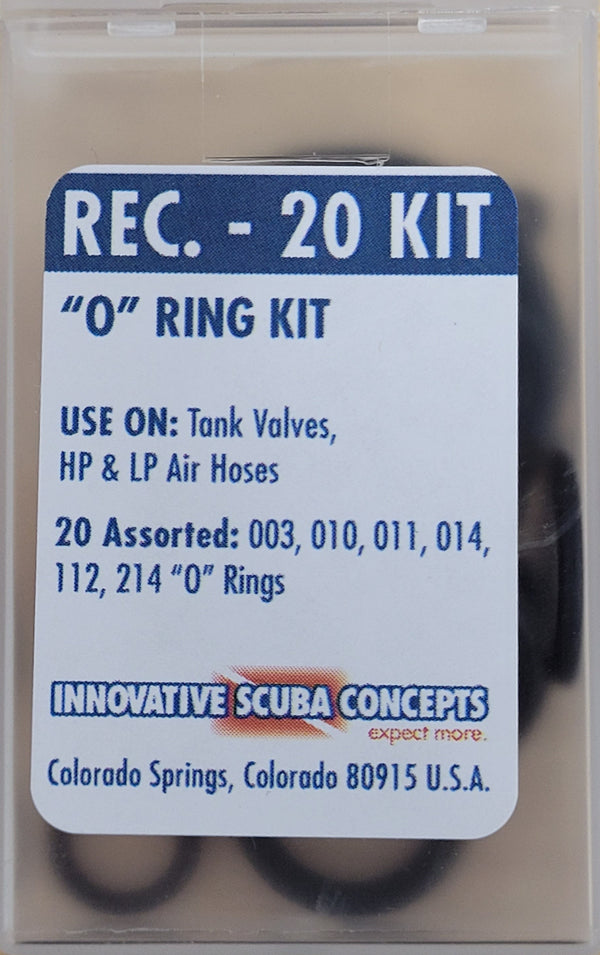 REC. - 20 KIT
“O” RING KIT
USE ON: Tank Valves,
HP & LP Air Hoses
20 Assorted: 003, 010, 011, 014,
112, 214 “O” Rings
INNOVATIVE SCUBA CONCEPTS
expect more.
Colorado Springs, Colorado 80915 U.S.A.